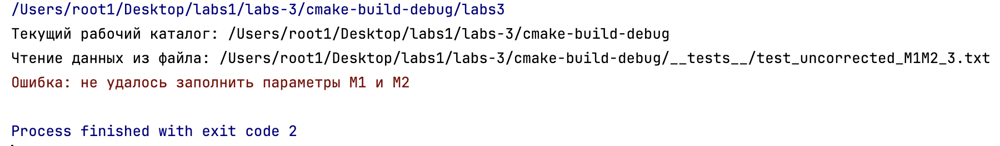 /Users/root1/Desktop/labs1/labs-3/cmake-build-debug/labs3
Текущий рабочий каталог: /Users/root1/Desktop/labs1/labs-3/cmake-build-debug
Чтение данных из файла: /Users/root1/Desktop/labs1/labs-3/cmake-build-debug/__tests__/test_uncorrected_M1M2_3.txt
Ошибка: не удалось заполнить параметры M1 и M2
Process finished with exit code 2